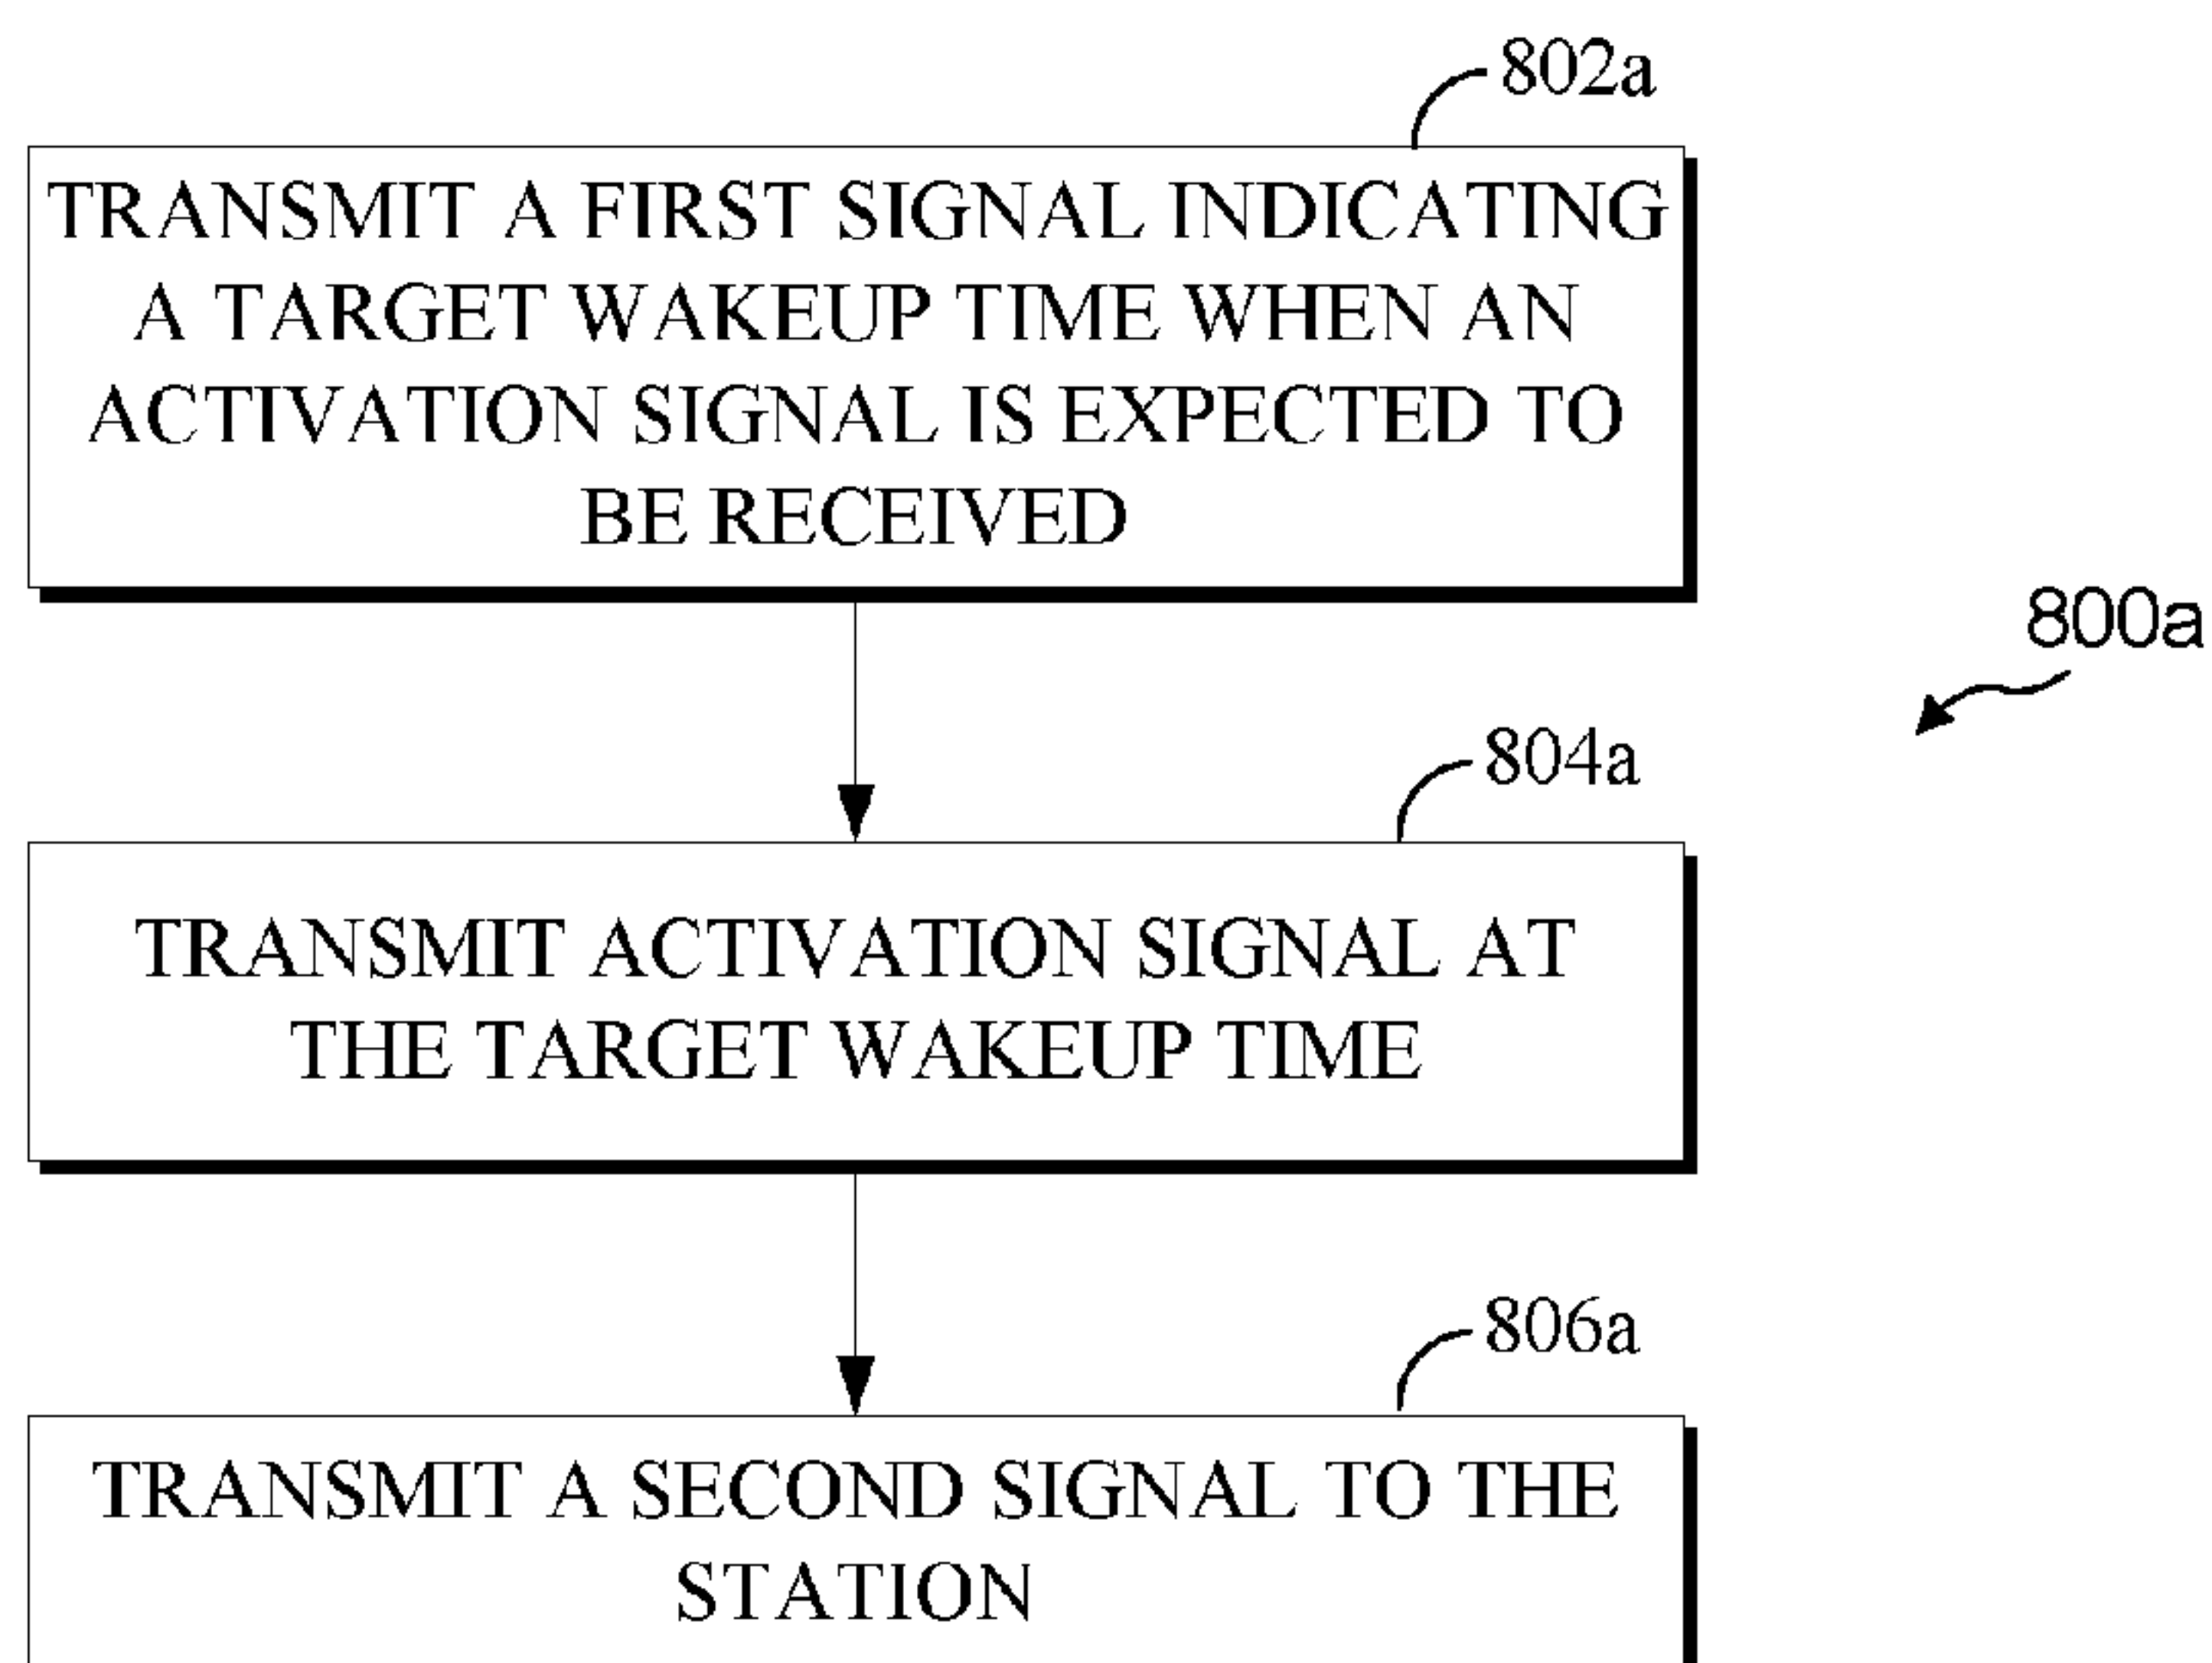 802a
TRANSMIT A FIRST SIGNAL INDICATING
A TARGET WAKEUP TIME WHEN AN
ACTIVATION SIGNAL IS EXPECTED TO
BE RECEIVED
800a
804a
TRANSMIT ACTIVATION SIGNAL AT
THE TARGET WAKEUP TIME
806a
TRANSMIT A SECOND SIGNAL TO THE
STATION